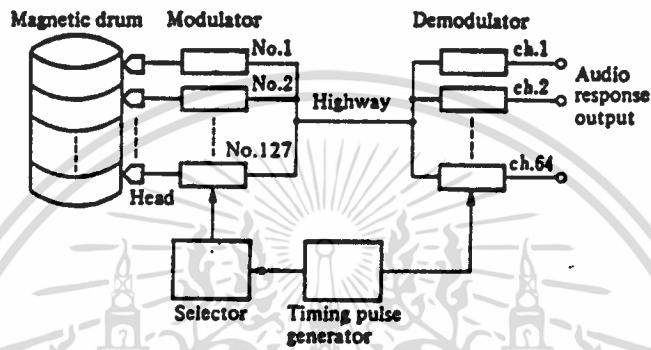 Magnetic drum
Modulator
Demodulator
No.1
No.2
No.127
Head
Highway
ch.1
ch.2
ch.64
Audio
response
output
Selector
Timing pulse
generator